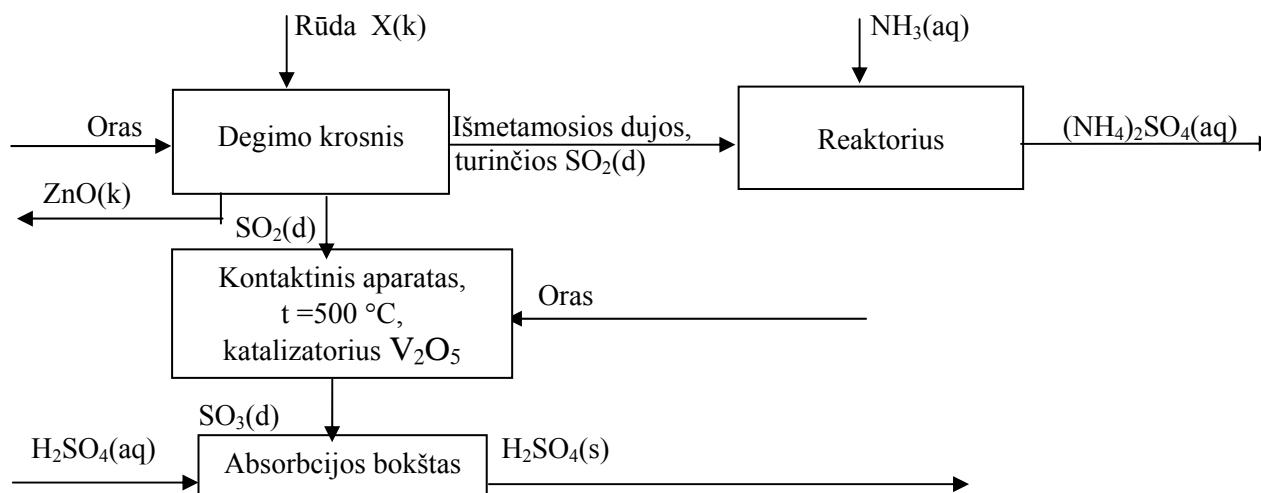 Rūda X(k)
NH₃(aq)
Oras
Degimo krosnis
Išmetamosios dujos,
turinčios SO₂(d)
Reaktorius
(NH₄)₂SO₄(aq)
ZnO(k)
SO₂(d)
Kontaktinis aparatas,
t =500 °C,
katalizatorius V₂O₅
Oras
SO₃(d)
H₂SO₄(aq)
Absorbcijos bokštas
H₂SO₄(s)